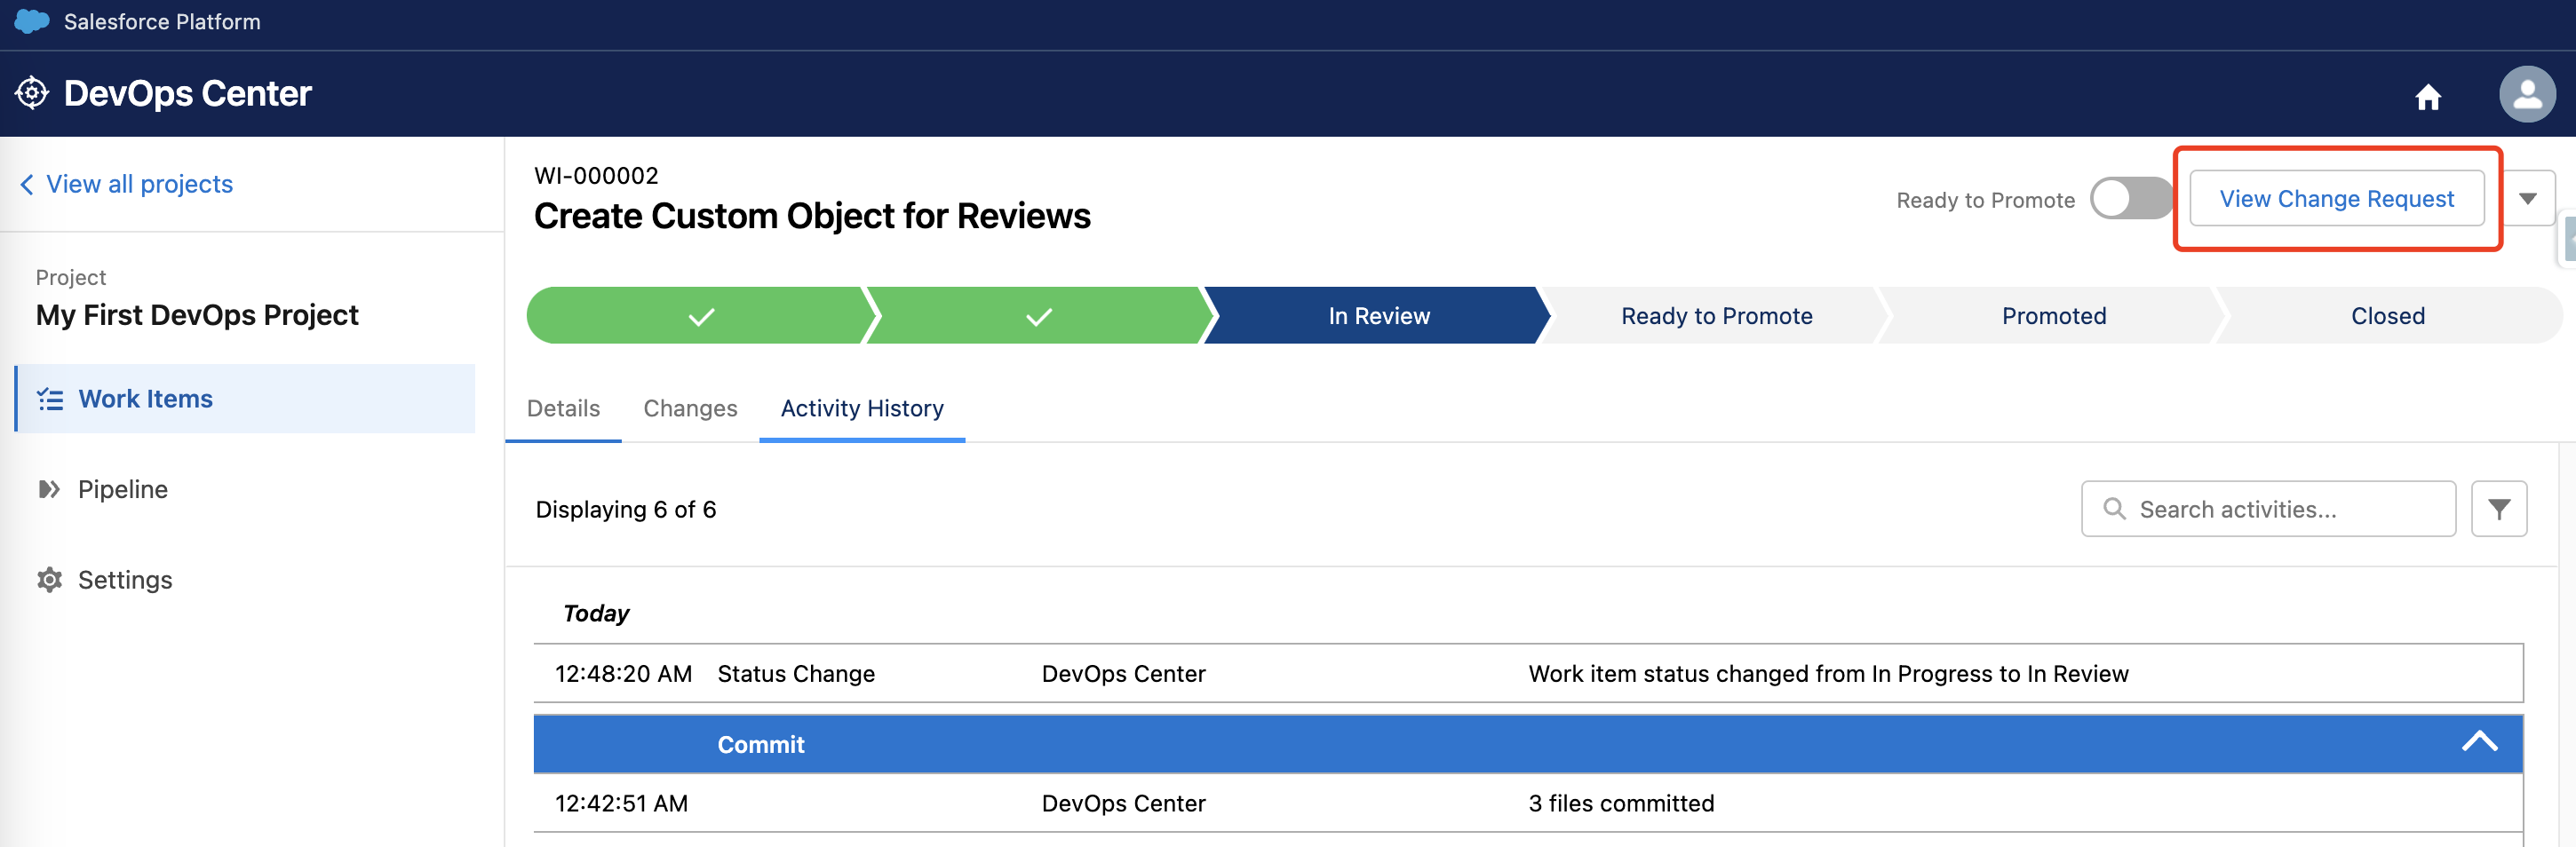 Salesforce Platform
DevOps Center
View all projects
Project
My First DevOps Project
Work Items
Pipeline
Settings
WI-000002
Create Custom Object for Reviews
Ready to Promote
View Change Request
In Review
Ready to Promote
Promoted
Closed
Details
Changes
Activity History
Displaying 6 of 6
Search activities...
Today
12:48:20 AM Status Change DevOps Center Work item status changed from In Progress to In Review
Commit
12:42:51 AM DevOps Center 3 files committed